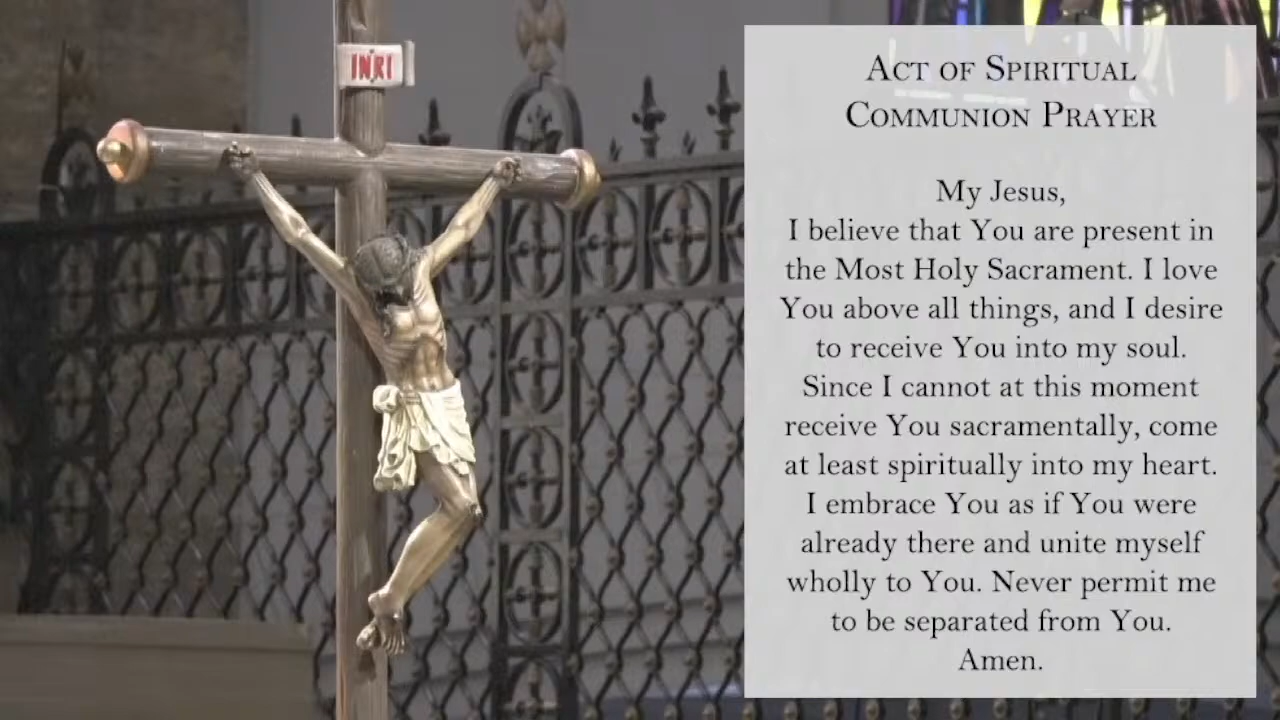 INRI
Act of Spiritual
Communion Prayer
My Jesus,
I believe that You are present in
the Most Holy Sacrament. I love
You above all things, and I desire
to receive You into my soul.
Since I cannot at this moment
receive You sacramentally, come
at least spiritually into my heart.
I embrace You as if You were
already there and unite myself
wholly to You. Never permit me
to be separated from You.
Amen.